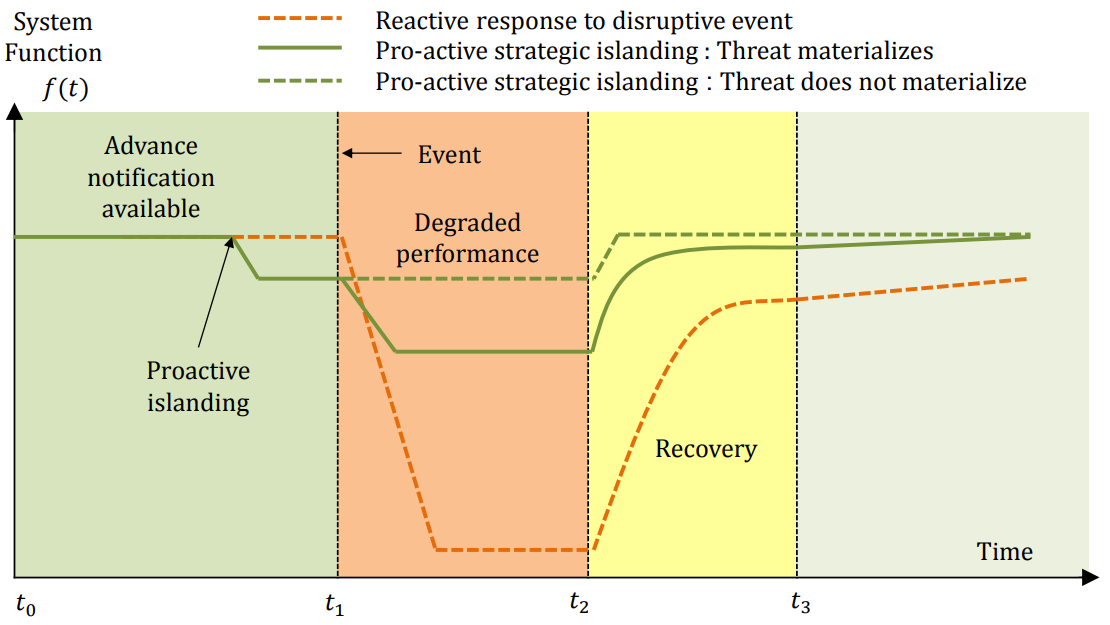 System
Function
f(t)
Reactive response to disruptive event
Pro-active strategic islanding : Threat materializes
Pro-active strategic islanding : Threat does not materialize
Advance
notification
available
Event
Degraded
performance
Proactive
islanding
Recovery
Time
t₀
t₁
t₂
t₃